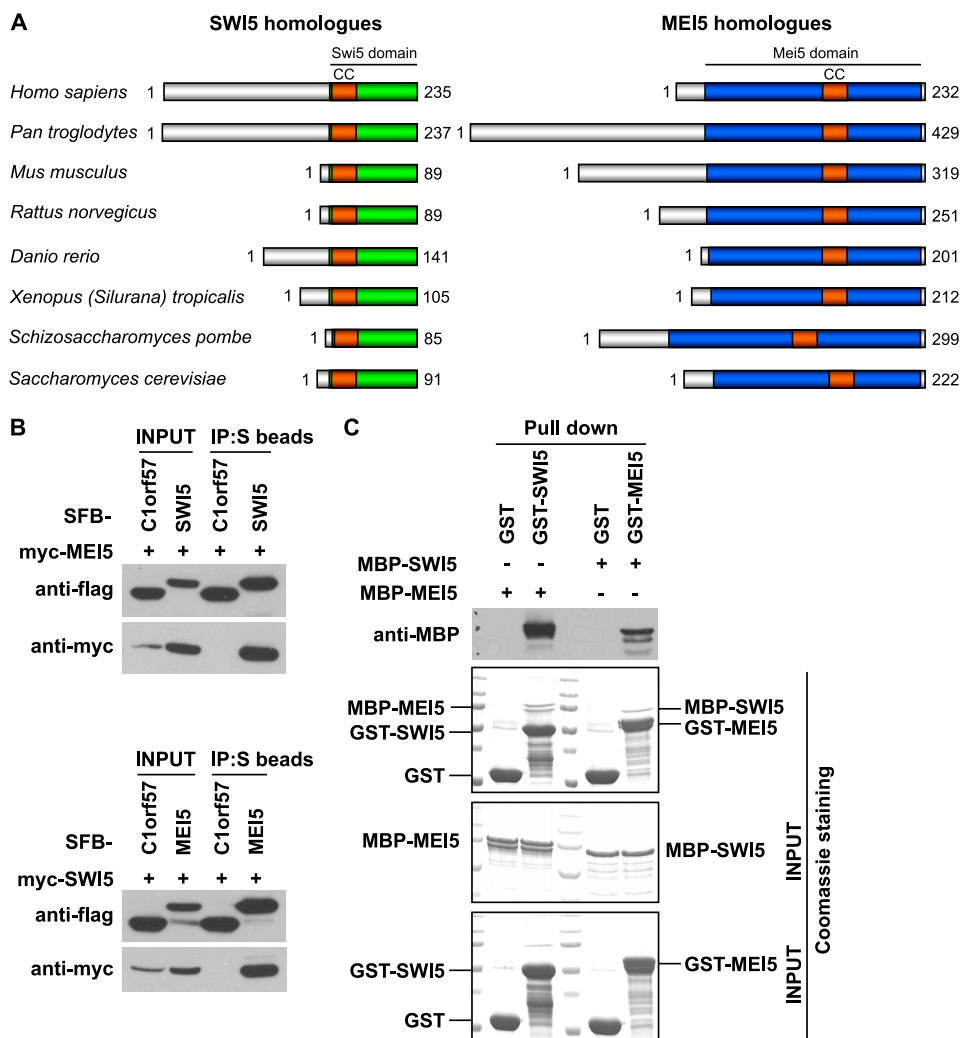 A
SWI5 homologues
MEI5 homologues
Swi5 domain
Mei5 domain
CC
CC
Homo sapiens 1 235 1 232
Pan troglodytes 1 237 1 429
Mus musculus 1 89 1 319
Rattus norvegicus 1 89 1 251
Danio rerio 1 141 1 201
Xenopus (Silurana) tropicalis 1 105 1 212
Schizosaccharomyces pombe 1 85 1 299
Saccharomyces cerevisiae 1 91 1 222
B
INPUT IP:S beads
SFB- C1orf57 SWI5 C1orf57 SWI5
myc-MEI5 + + + +
anti-flag
anti-myc
INPUT IP:S beads
SFB- C1orf57 MEI5 C1orf57 MEI5
myc-SWI5 + + + +
anti-flag
anti-myc
C
Pull down
GST GST-SWI5 GST GST-MEI5
MBP-SWI5 - - + +
MBP-MEI5 + + - -
anti-MBP
MBP-MEI5
GST-SWI5
GST
MBP-SWI5
GST-MEI5
MBP-MEI5
MBP-SWI5
INPUT
GST-SWI5
GST
GST-MEI5
INPUT
Coomassie staining